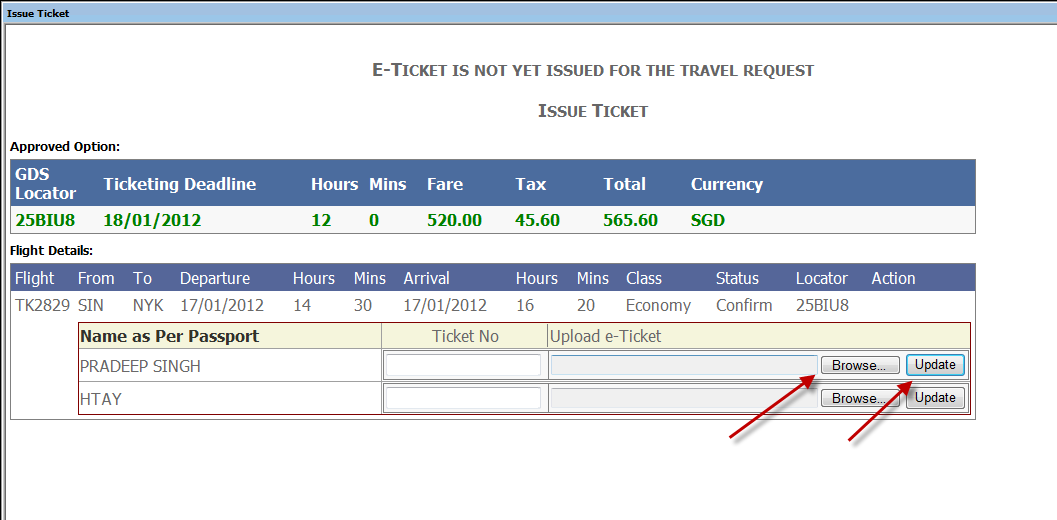 Issue Ticket
E-TICKET IS NOT YET ISSUED FOR THE TRAVEL REQUEST
ISSUE TICKET
Approved Option:
GDS Locator Ticketing Deadline Hours Mins Fare Tax Total Currency
25BIU8 18/01/2012 12 0 520.00 45.60 565.60 SGD
Flight Details:
Flight From To Departure Hours Mins Arrival Hours Mins Class Status Locator Action
TK2829 SIN NYK 17/01/2012 14 30 17/01/2012 16 20 Economy Confirm 25BIU8
Name as Per Passport Ticket No Upload e-Ticket
PRADEEP SINGH Browse... Update
HTAY Browse... Update